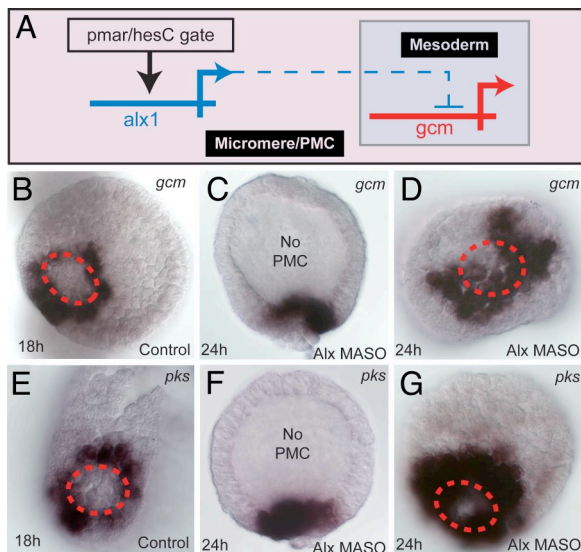 A
pmar/hesC gate
Mesoderm
alx1
gcm
Micromere/PMC
B
gcm
18h
Control
C
gcm
No
PMC
24h
Alx MASO
D
gcm
24h
Alx MASO
E
pks
18h
Control
F
pks
No
PMC
24h
Alx MASO
G
pks
24h
Alx MASO